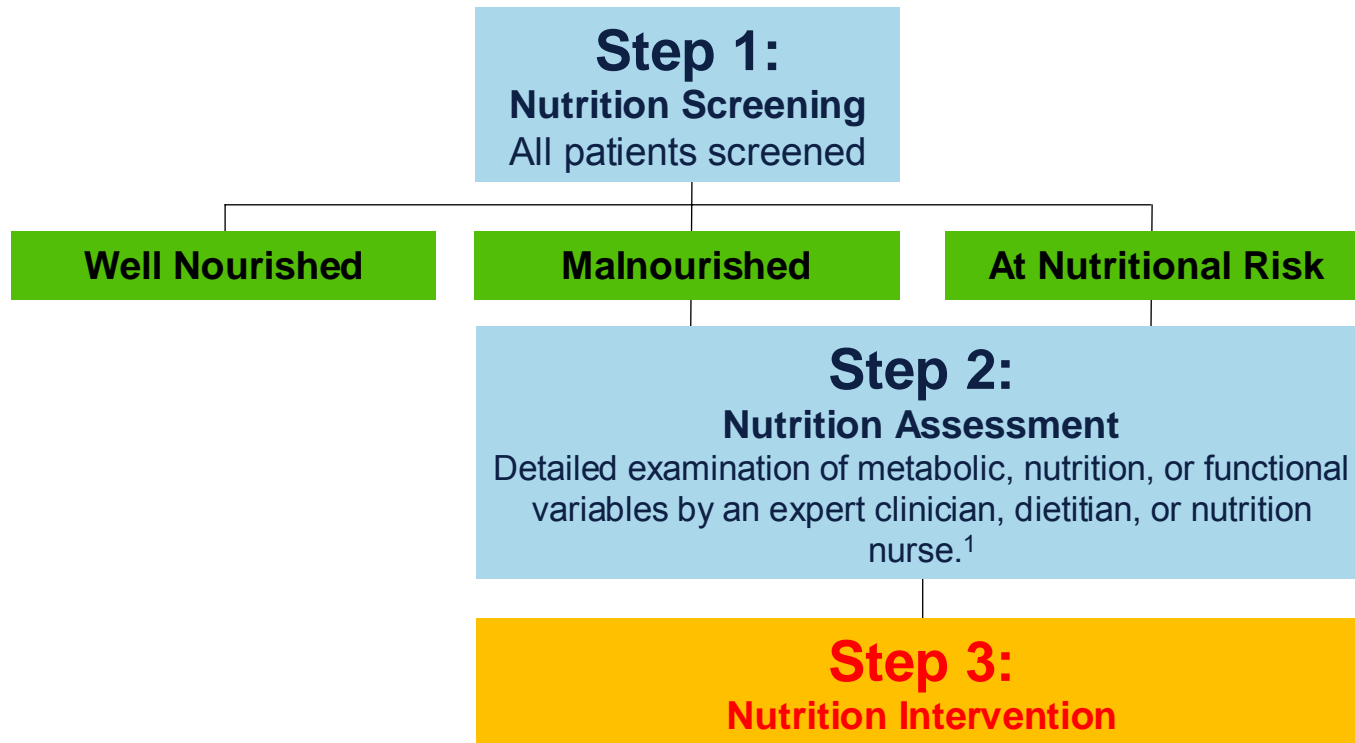 Step 1:
Nutrition Screening
All patients screened
Well Nourished
Malnourished
At Nutritional Risk
Step 2:
Nutrition Assessment
Detailed examination of metabolic, nutrition, or functional
variables by an expert clinician, dietitian, or nutrition
nurse.¹
Step 3:
Nutrition Intervention